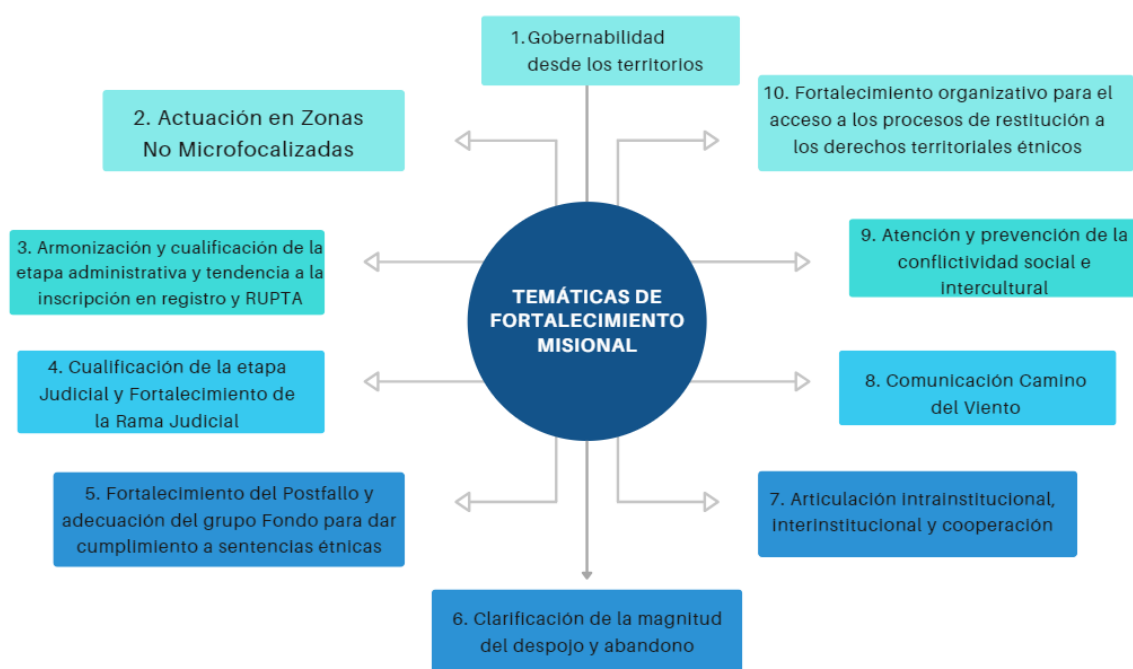 1. Gobernabilidad
desde los territorios
2. Actuación en Zonas
No Microfocalizadas
3. Armonización y cualificación de la
etapa administrativa y tendencia a la
inscripción en registro y RUPTA
4. Cualificación de la etapa
Judicial y Fortalecimiento de
la Rama Judicial
5. Fortalecimiento del Postfallo y
adecuación del grupo Fondo para dar
cumplimiento a sentencias étnicas
6. Clarificación de la magnitud
del despojo y abandono
7. Articulación intrainstitucional,
interinstitucional y cooperación
8. Comunicación Camino
del Viento
9. Atención y prevención de la
conflictividad social e
intercultural
10. Fortalecimiento organizativo para el
acceso a los procesos de restitución a
los derechos territoriales étnicos
TEMÁTICAS DE
FORTALECIMIENTO
MISIONAL